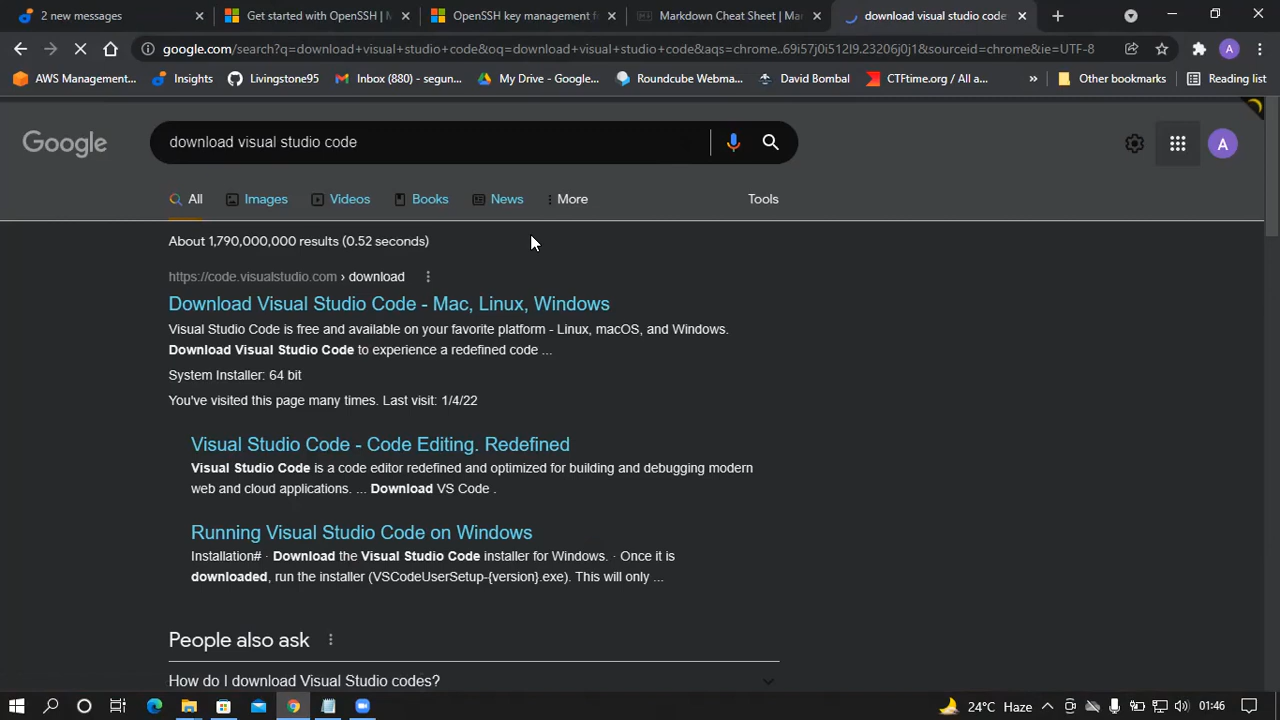 2 new messages
Get started with OpenSSH |
OpenSSH key management f
Markdown Cheat Sheet | Ma
download visual studio code
google.com/search?q=download+visual+studio+code&oq=download+visual+studio+code&aqs=chrome..69i57j0i512l9.23206j0j1&sourceid=chrome&ie=UTF-8
A
AWS Management...
Insights
Livingstone95
Inbox (880) - segun...
My Drive - Google...
Roundcube Webma...
David Bombal
CTFtime.org / All a...
»
Other bookmarks
Reading list
Google
download visual studio code
A
All
Images
Videos
Books
News
More
Tools
About 1,790,000,000 results (0.52 seconds)
https://code.visualstudio.com › download
Download Visual Studio Code - Mac, Linux, Windows
Visual Studio Code is free and available on your favorite platform - Linux, macOS, and Windows.
Download Visual Studio Code to experience a redefined code ...
System Installer: 64 bit
You've visited this page many times. Last visit: 1/4/22
Visual Studio Code - Code Editing. Redefined
Visual Studio Code is a code editor redefined and optimized for building and debugging modern
web and cloud applications. ... Download VS Code .
Running Visual Studio Code on Windows
Installation# · Download the Visual Studio Code installer for Windows. · Once it is
downloaded, run the installer (VSCodeUserSetup-{version}.exe). This will only ...
People also ask
How do I download Visual Studio codes?
24°C Haze
01:46